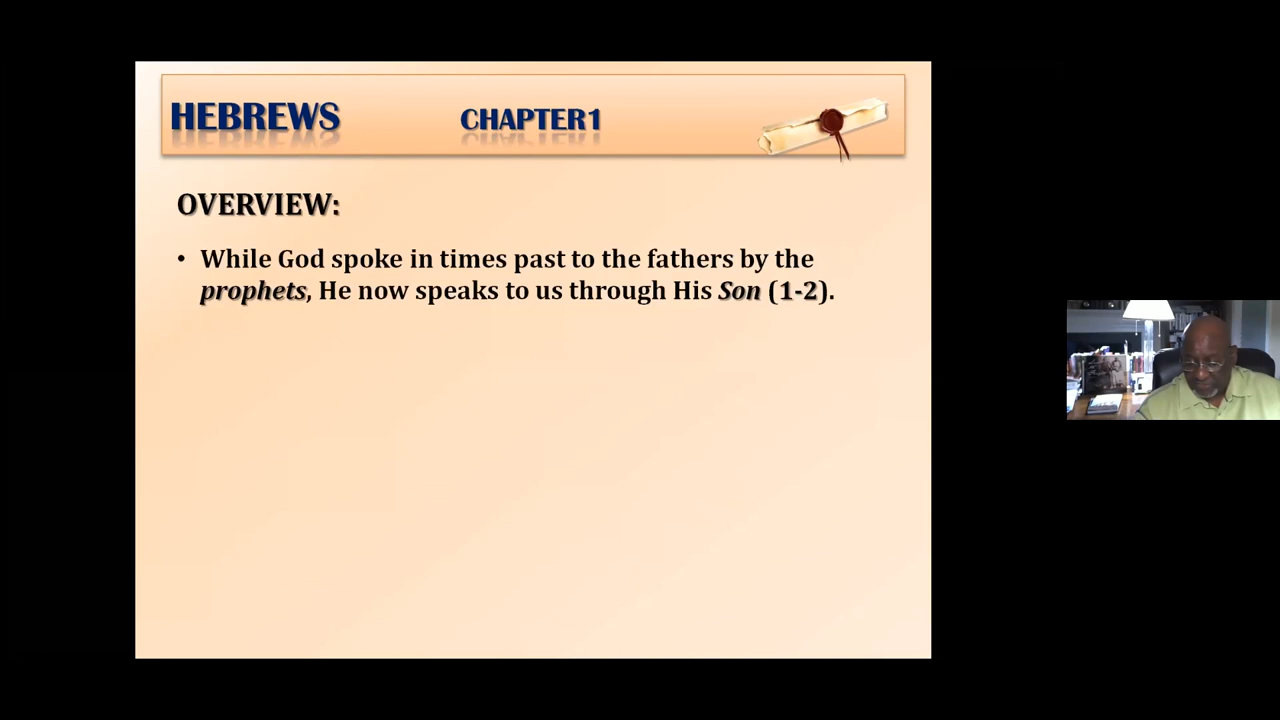 HEBREWS CHAPTER1
OVERVIEW:
• While God spoke in times past to the fathers by the
prophets, He now speaks to us through His Son (1-2).